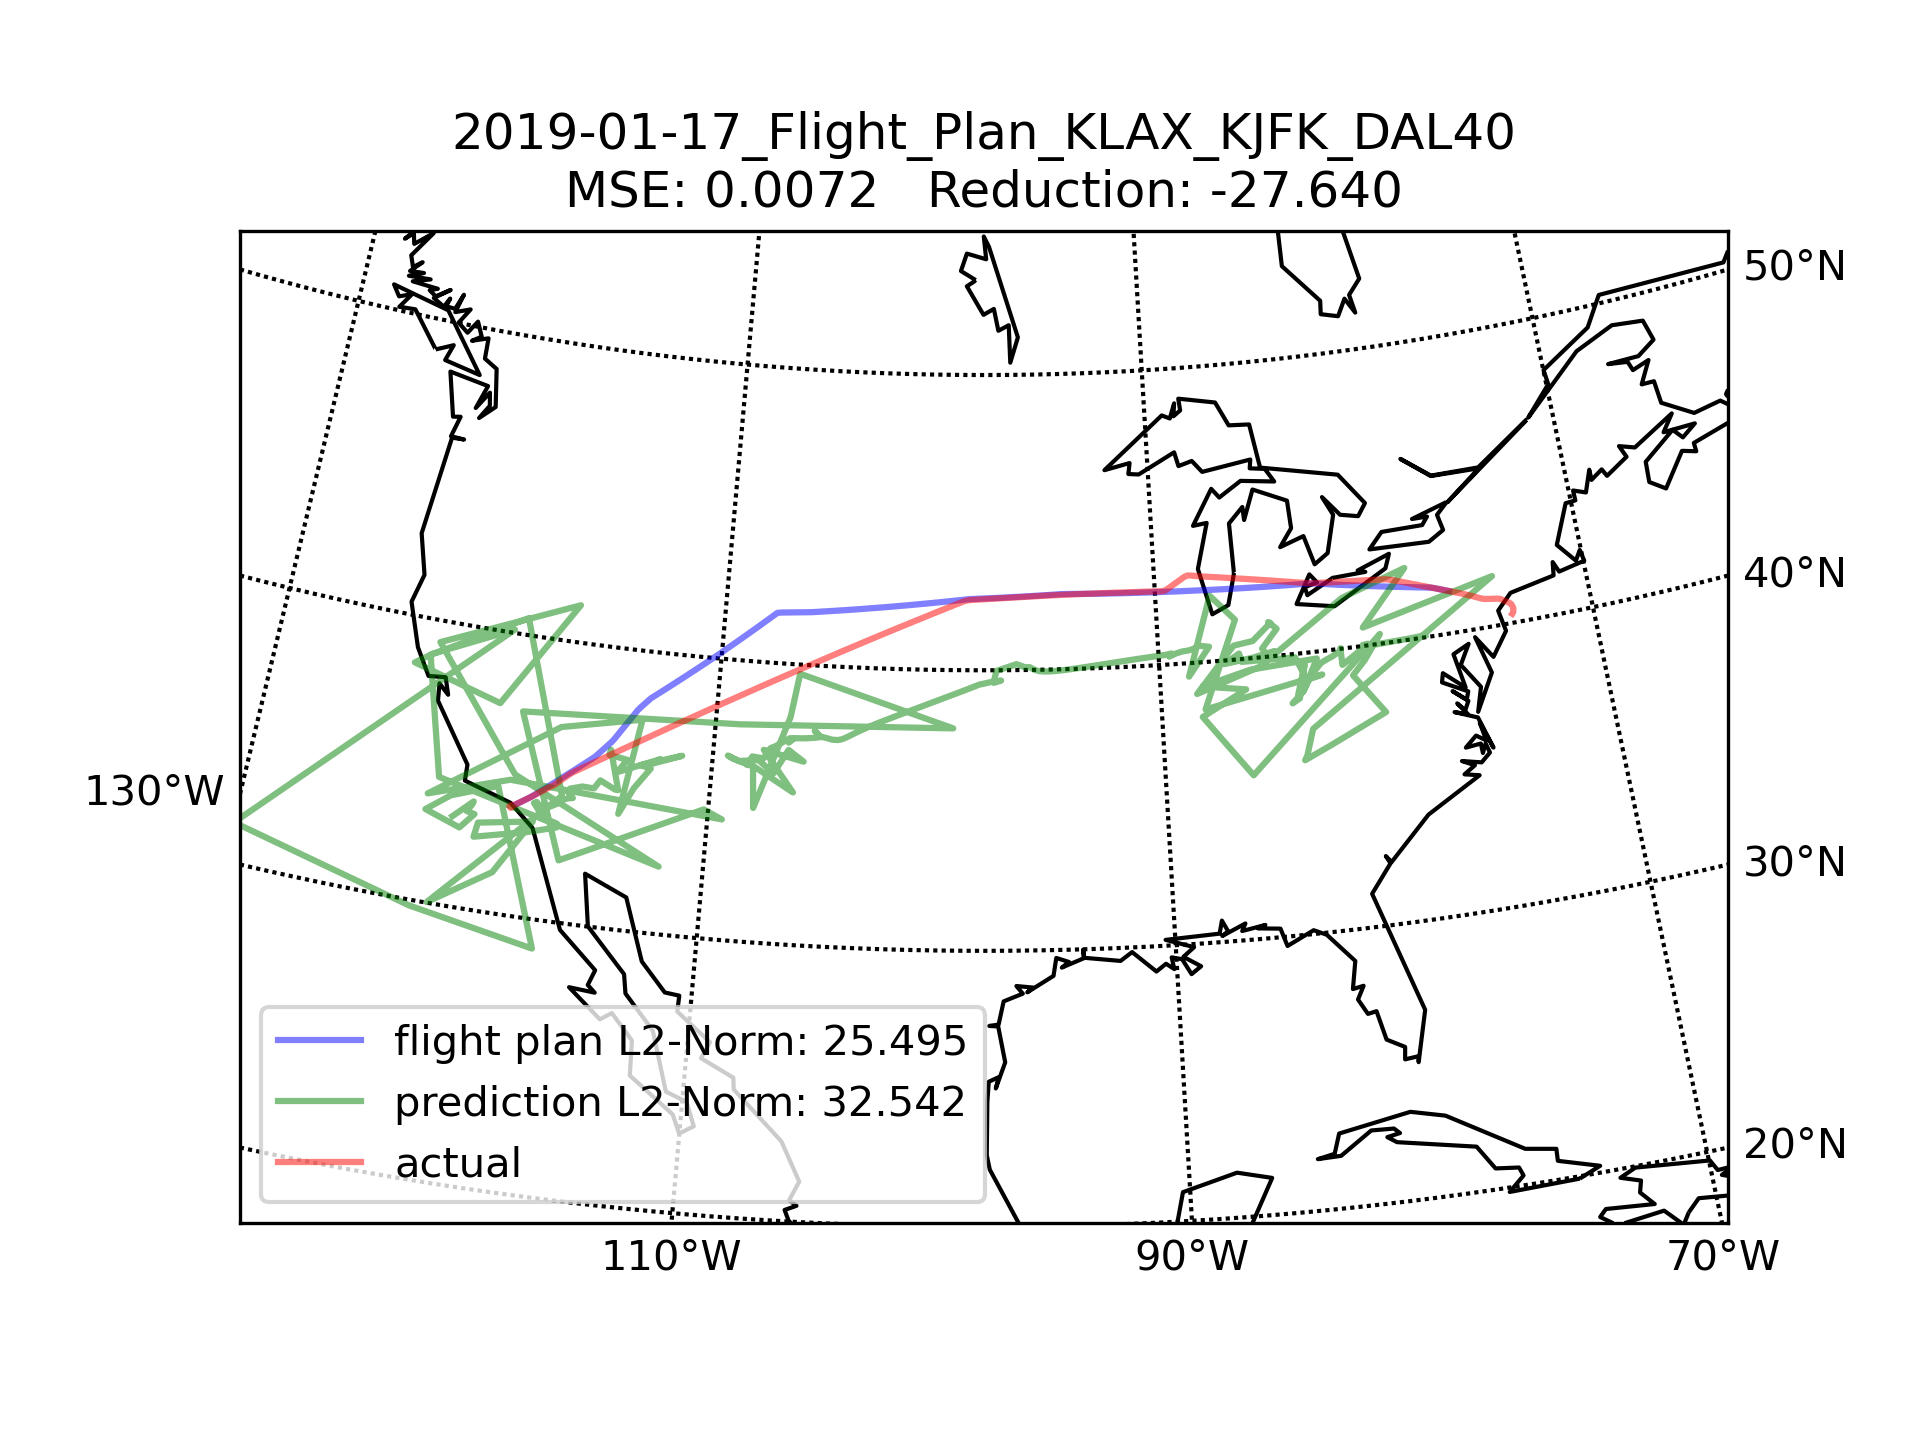 2019-01-17_Flight_Plan_KLAX_KJFK_DAL40
MSE: 0.0072   Reduction: -27.640
50°N
40°N
130°W
30°N
flight plan L2-Norm: 25.495
prediction L2-Norm: 32.542
actual
20°N
110°W
90°W
70°W